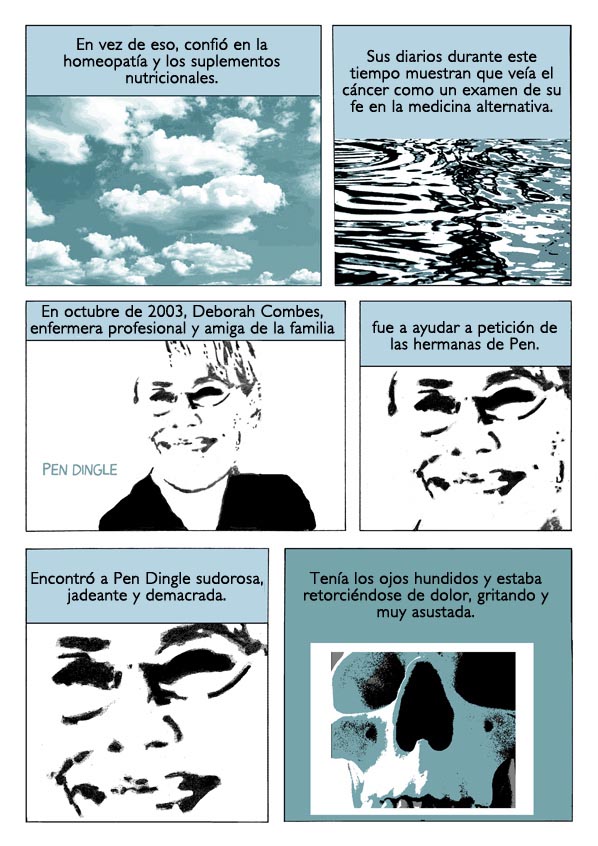 En vez de eso, confió en la
homeopatía y los suplementos
nutricionales.
Sus diarios durante este
tiempo muestran que veía el
cáncer como un examen de su
fe en la medicina alternativa.
En octubre de 2003, Deborah Combes,
enfermera profesional y amiga de la familia
PEN DINGLE
fue a ayudar a petición de
las hermanas de Pen.
Encontró a Pen Dingle sudorosa,
jadeante y demacrada.
Tenía los ojos hundidos y estaba
retorciéndose de dolor, gritando y
muy asustada.